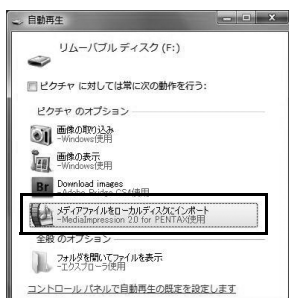 自動再生
リムーバブル ディスク (F:)
ピクチャ に対しては常に次の動作を行う:
ピクチャ のオプション
画像の取り込み
-Windows使用
画像の表示
-Windows使用
Br Download images
-Adobe Bridge CS4使用
メディアファイルをローカルディスクにインポート
-MediaImpression 2.0 for PENTAX使用
全般 のオプション
フォルダを開いてファイルを表示
-エクスプローラ使用
コントロール パネルで自動再生の既定を設定します